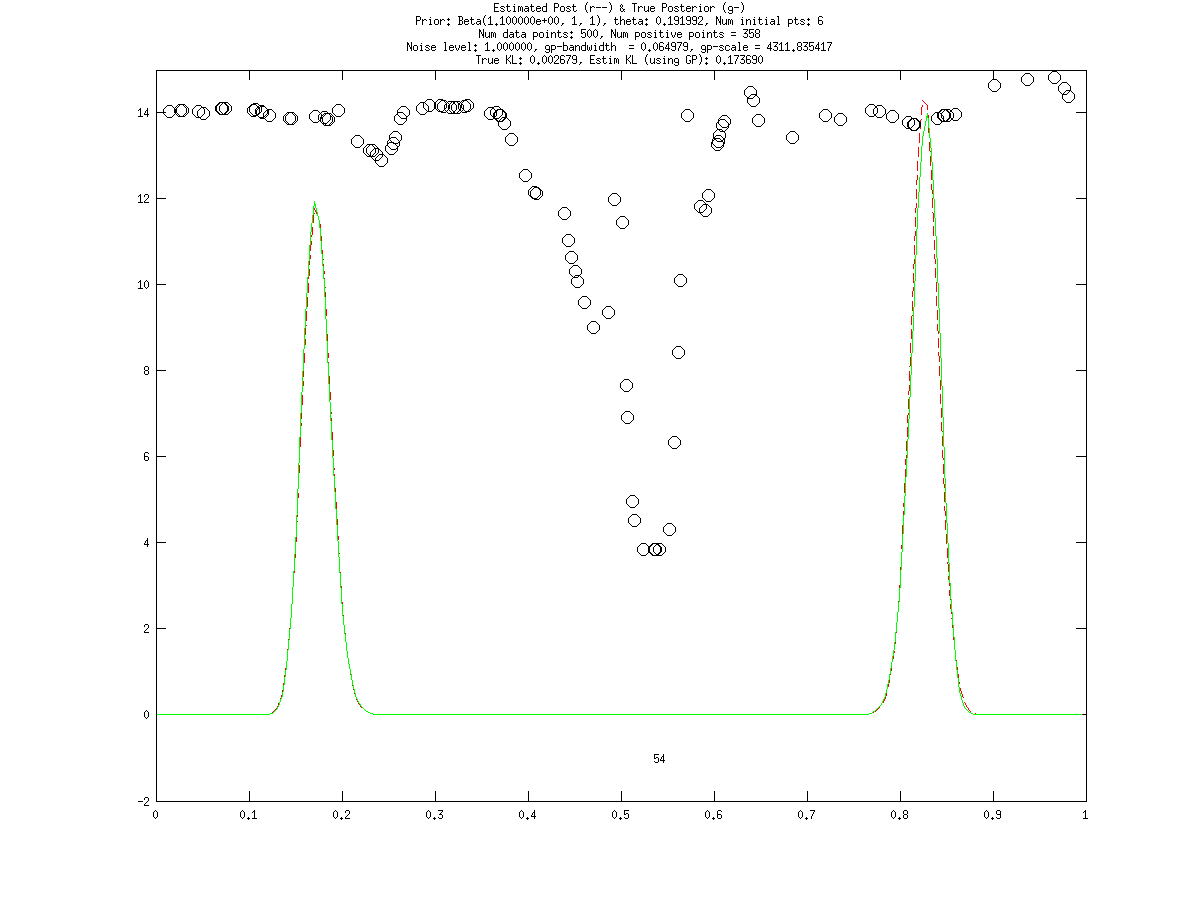 Estimated Post (r--) & True Posterior (g-)
Prior: Beta(1.100000e+00, 1, 1), theta: 0.191992, Num initial pts: 6
Num data points: 500, Num positive points = 358
Noise level: 1.000000, gp-bandwidth  = 0.064979, gp-scale = 4311.835417
True KL: 0.002679, Estim KL (using GP): 0.173690
14
12
10
8
6
4
2
0
54
-2
0 0.1 0.2 0.3 0.4 0.5 0.6 0.7 0.8 0.9 1